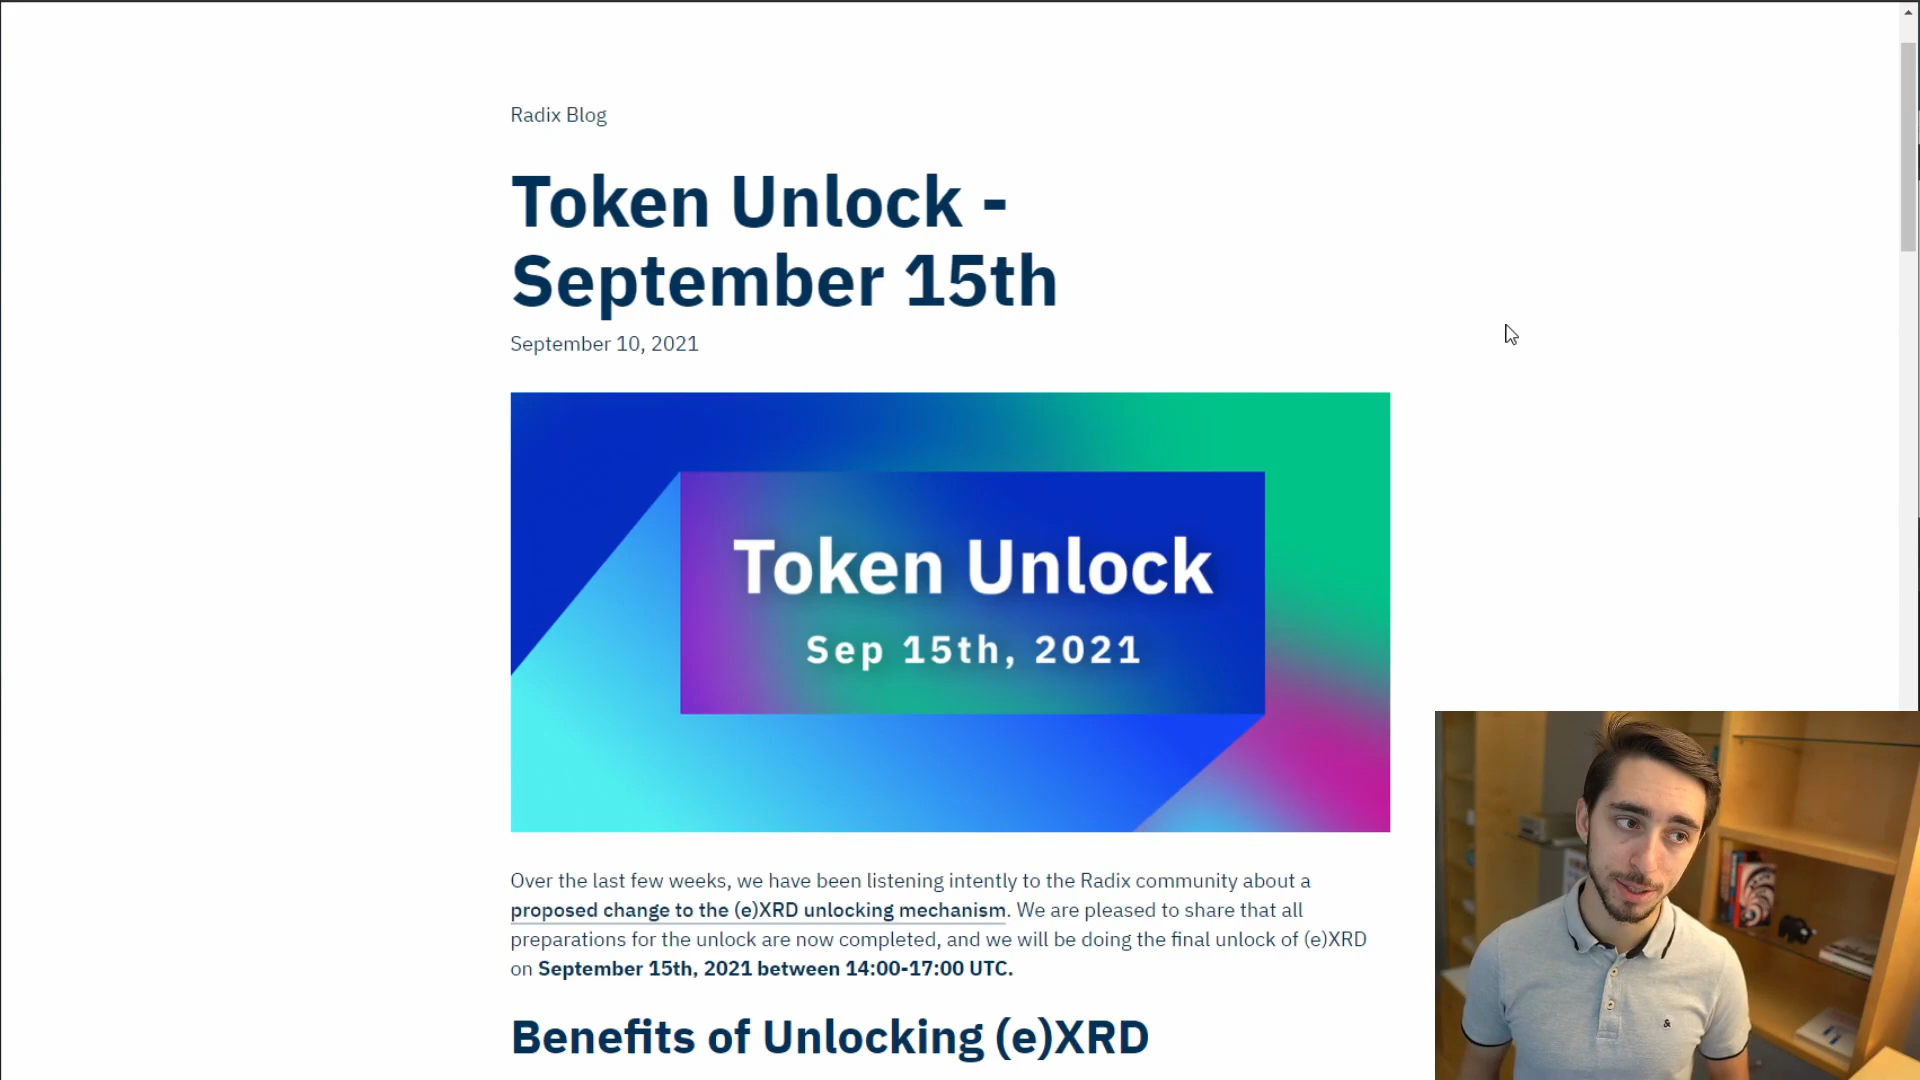 Radix Blog
Token Unlock -
September 15th
September 10, 2021
Token Unlock
Sep 15th, 2021
Over the last few weeks, we have been listening intently to the Radix community about a
proposed change to the (e)XRD unlocking mechanism. We are pleased to share that all
preparations for the unlock are now completed, and we will be doing the final unlock of (e)XRD
on September 15th, 2021 between 14:00-17:00 UTC.
Benefits of Unlocking (e)XRD
&